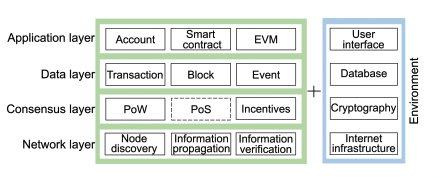 Application layer
Account
Smart
contract
EVM
User
interface
Data layer
Transaction
Block
Event
Database
Consensus layer
PoW
PoS
Incentives
Cryptography
Network layer
Node
discovery
Information
propagation
Information
verification
Internet
infrastructure
+
Environment